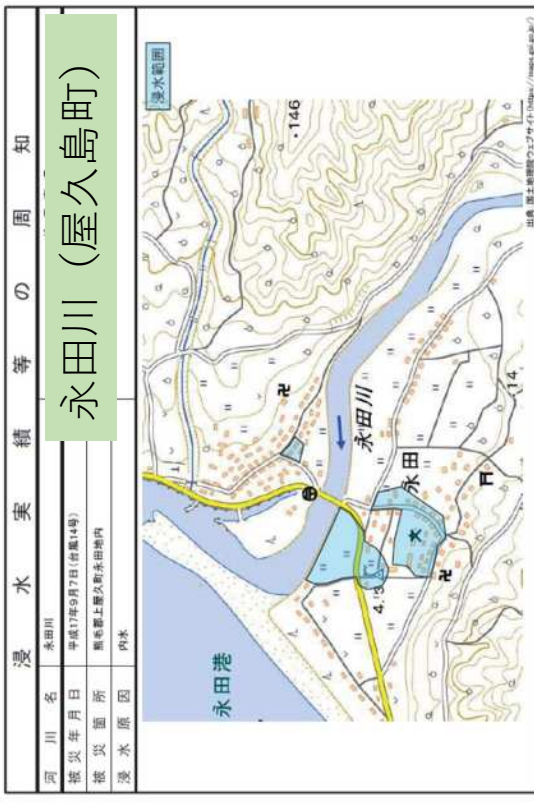 浸水実績等の周知
永田川（屋久島町）
河川名 永田川
被災年月日 平成17年9月7日(台風14号)
被災箇所 熊毛郡上屋久町永田地内
浸水原因 内水
浸水範囲
・146
永田港
永田川
永田
4.3
14
出典 国土地理院ウェブサイト(https://maps.gsi.go.jp/)